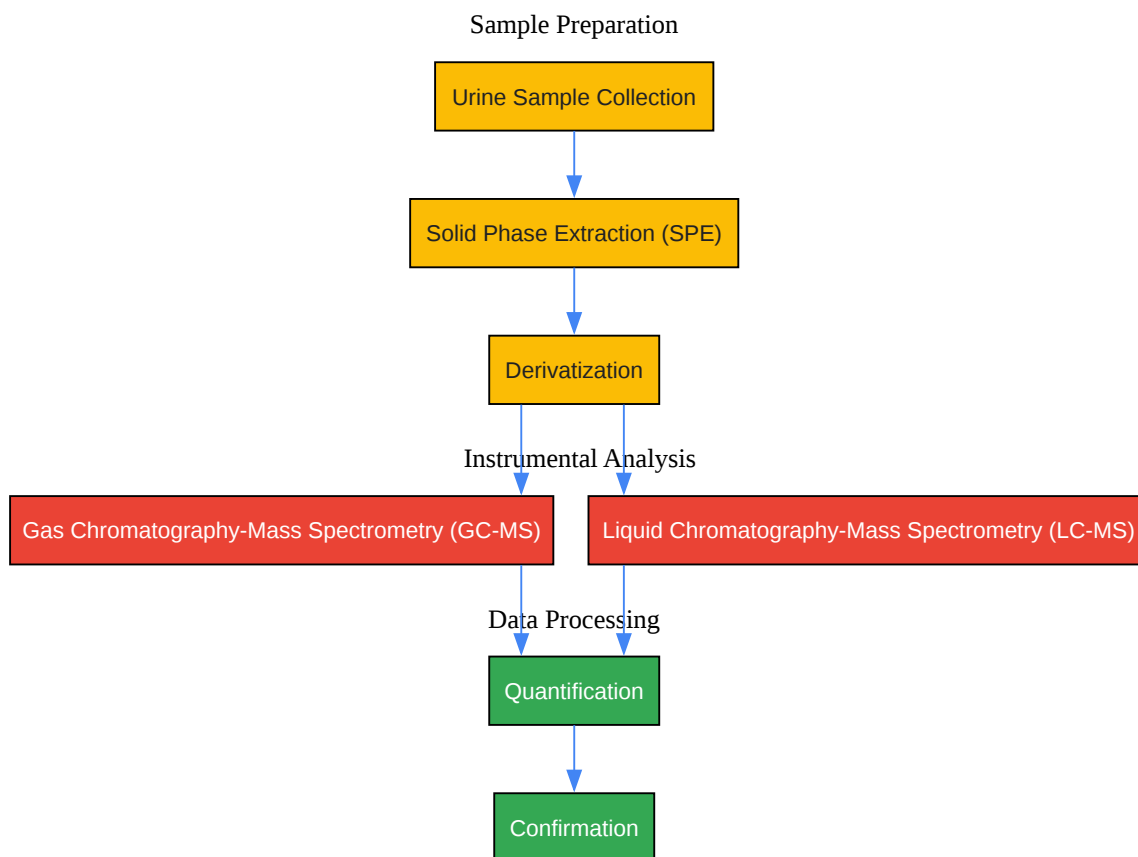 Sample Preparation
Urine Sample Collection
Solid Phase Extraction (SPE)
Derivatization
Instrumental Analysis
Gas Chromatography-Mass Spectrometry (GC-MS)
Liquid Chromatography-Mass Spectrometry (LC-MS)
Data Processing
Quantification
Confirmation